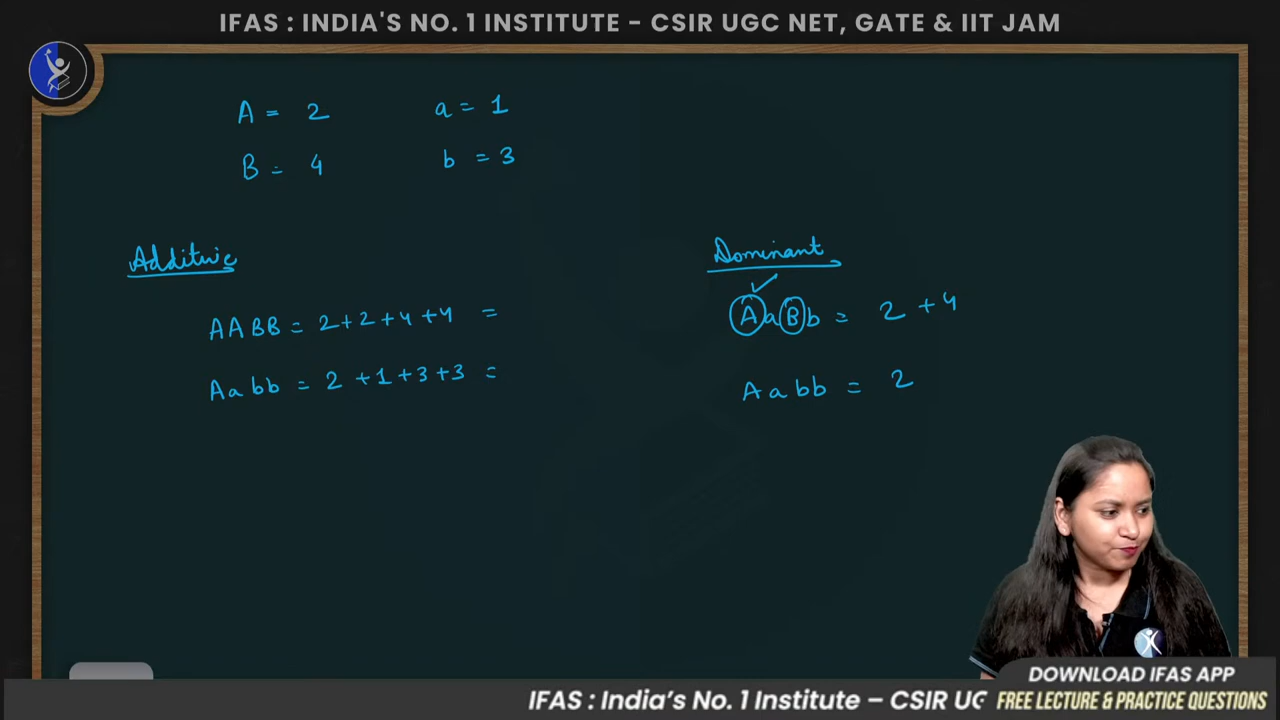 IFAS : INDIA'S NO. 1 INSTITUTE - CSIR UGC NET, GATE & IIT JAM
A = 2 a = 1
B = 4 b = 3
Additive
AABB = 2+2+4+4 =
Aabb = 2+1+3+3 =
Dominant
AaBb = 2+4
Aabb = 2
DOWNLOAD IFAS APP
IFAS : India's No. 1 Institute – CSIR UG
FREE LECTURE & PRACTICE QUESTIONS